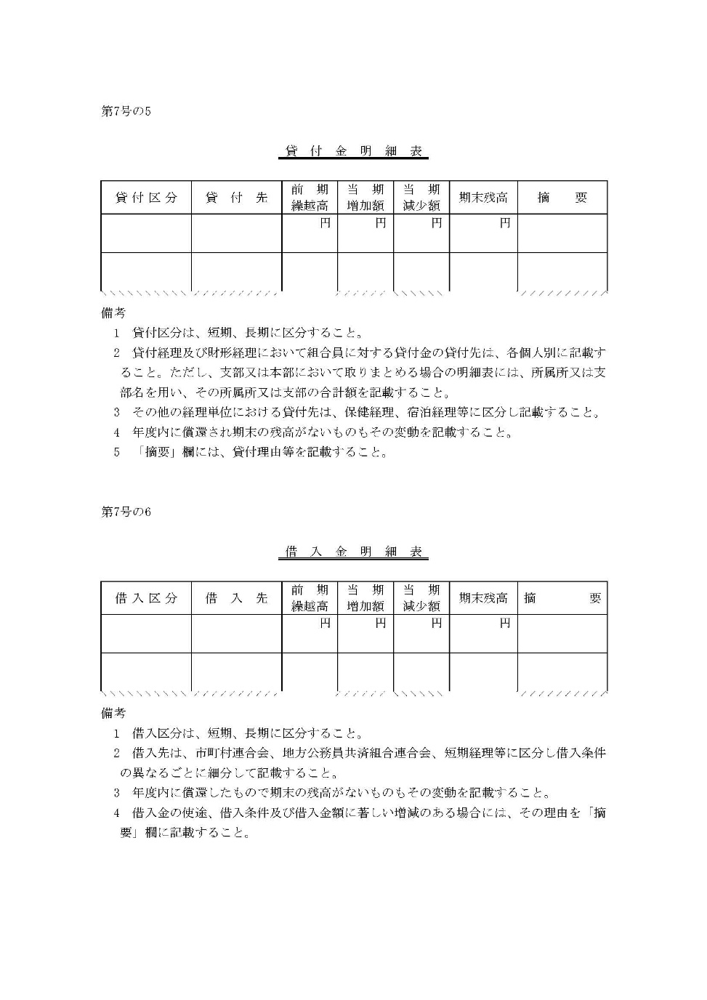 第7号の5
貸　付　金　明　細　表
貸付区分　貸　付　先　前　期　当　期　当　期　期末残高　摘　　要
繰越高　増加額　減少額
円　円　円　円
備考
1　貸付区分は、短期、長期に区分すること。
2　貸付経理及び財形経理において組合員に対する貸付金の貸付先は、各個人別に記載す
ること。ただし、支部又は本部において取りまとめる場合の明細表には、所属所又は支
部名を用い、その所属所又は支部の合計額を記載すること。
3　その他の経理単位における貸付先は、保健経理、宿泊経理等に区分し記載すること。
4　年度内に償還され期末の残高がないものもその変動を記載すること。
5　「摘要」欄には、貸付理由等を記載すること。
第7号の6
借　入　金　明　細　表
借入区分　借　入　先　前　期　当　期　当　期　期末残高　摘　　要
繰越高　増加額　減少額
円　円　円　円
備考
1　借入区分は、短期、長期に区分すること。
2　借入先は、市町村連合会、地方公務員共済組合連合会、短期経理等に区分し借入条件
の異なるごとに細分して記載すること。
3　年度内に償還したもので期末の残高がないものもその変動を記載すること。
4　借入金の使途、借入条件及び借入金額に著しい増減のある場合には、その理由を「摘
要」欄に記載すること。